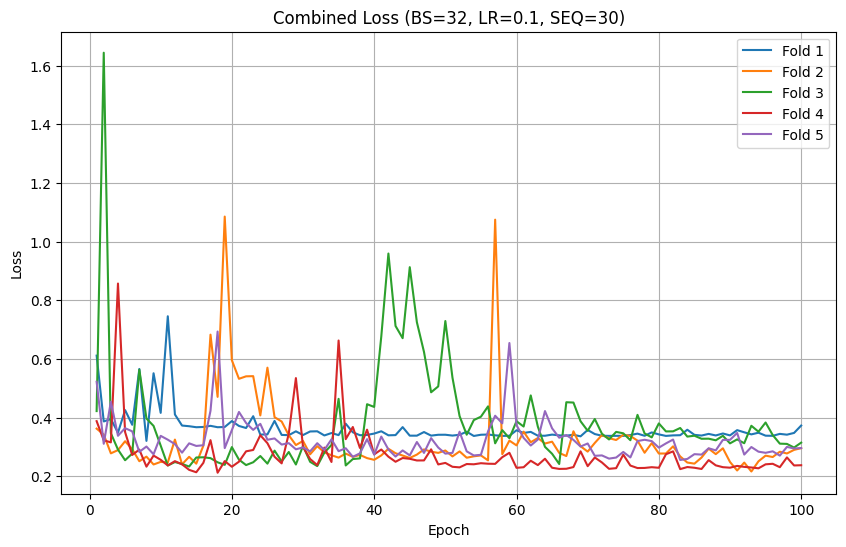 Combined Loss (BS=32, LR=0.1, SEQ=30)
Fold 1
Fold 2
Fold 3
Fold 4
Fold 5
Loss
1.6
1.4
1.2
1.0
0.8
0.6
0.4
0.2
0 20 40 60 80 100
Epoch